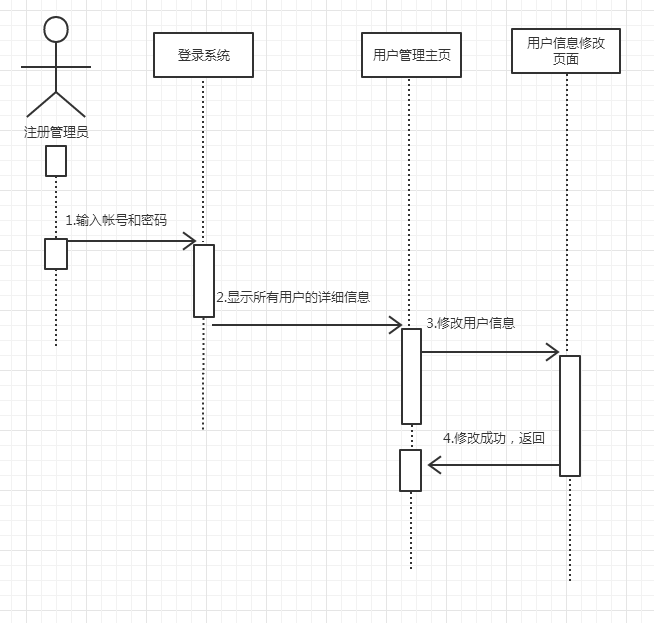 登录系统
用户管理主页
用户信息修改
页面
注册管理员
1.输入帐号和密码
2.显示所有用户的详细信息
3.修改用户信息
4.修改成功，返回